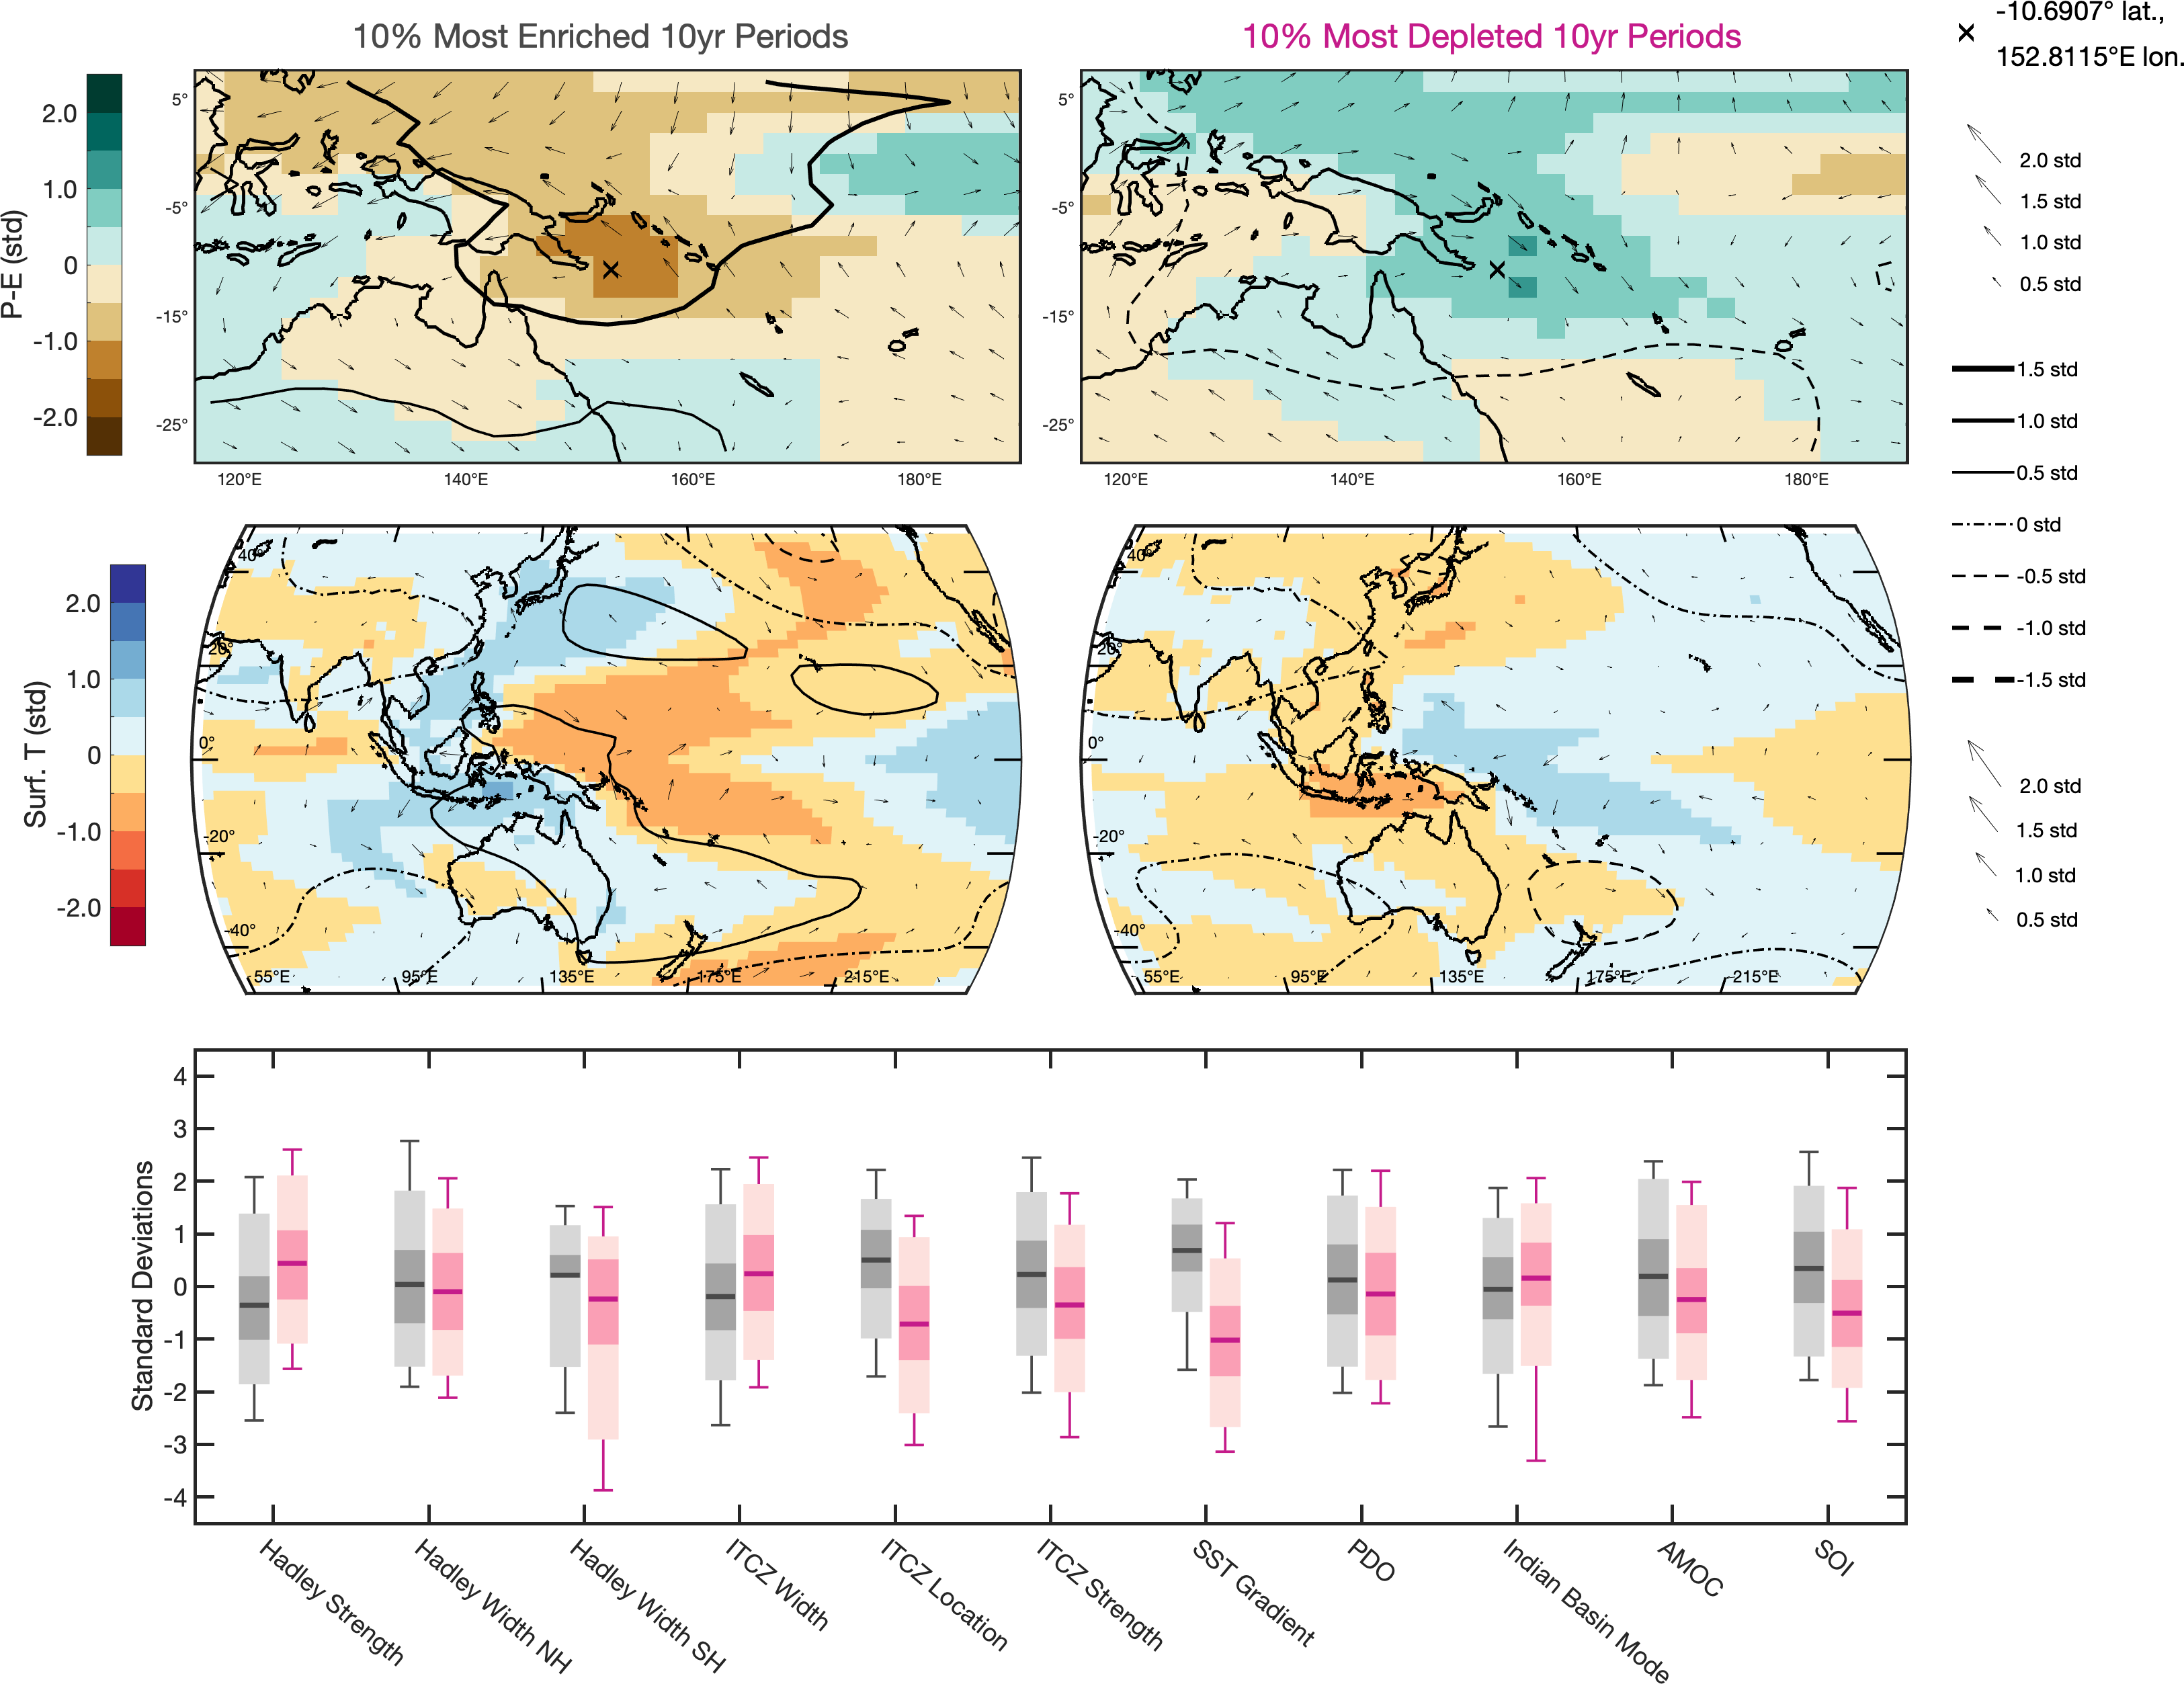 10% Most Enriched 10yr Periods
10% Most Depleted 10yr Periods
-10.6907° lat.,
152.8115°E lon.
P-E (std)
2.0
1.0
0
-1.0
-2.0
5°
-5°
-15°
-25°
120°E
140°E
160°E
180°E
5°
-5°
-15°
-25°
120°E
140°E
160°E
180°E
2.0 std
1.5 std
1.0 std
0.5 std
1.5 std
1.0 std
0.5 std
0 std
-0.5 std
-1.0 std
-1.5 std
Surf. T (std)
2.0
1.0
0
-1.0
-2.0
40°
20°
0°
-20°
-40°
55°E
95°E
135°E
175°E
215°E
40°
20°
0°
-20°
-40°
55°E
95°E
135°E
175°E
215°E
2.0 std
1.5 std
1.0 std
0.5 std
Standard Deviations
4
3
2
1
0
-1
-2
-3
-4
Hadley Strength
Hadley Width NH
Hadley Width SH
ITCZ Width
ITCZ Location
ITCZ Strength
SST Gradient
PDO
Indian Basin Mode
AMOC
SOI